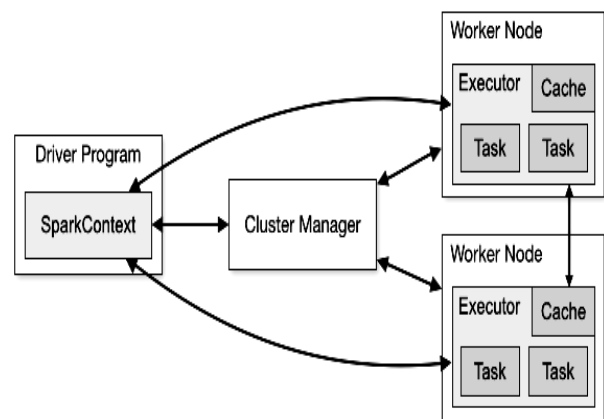 Driver Program
SparkContext
Cluster Manager
Worker Node
Executor
Cache
Task
Task
Worker Node
Executor
Cache
Task
Task